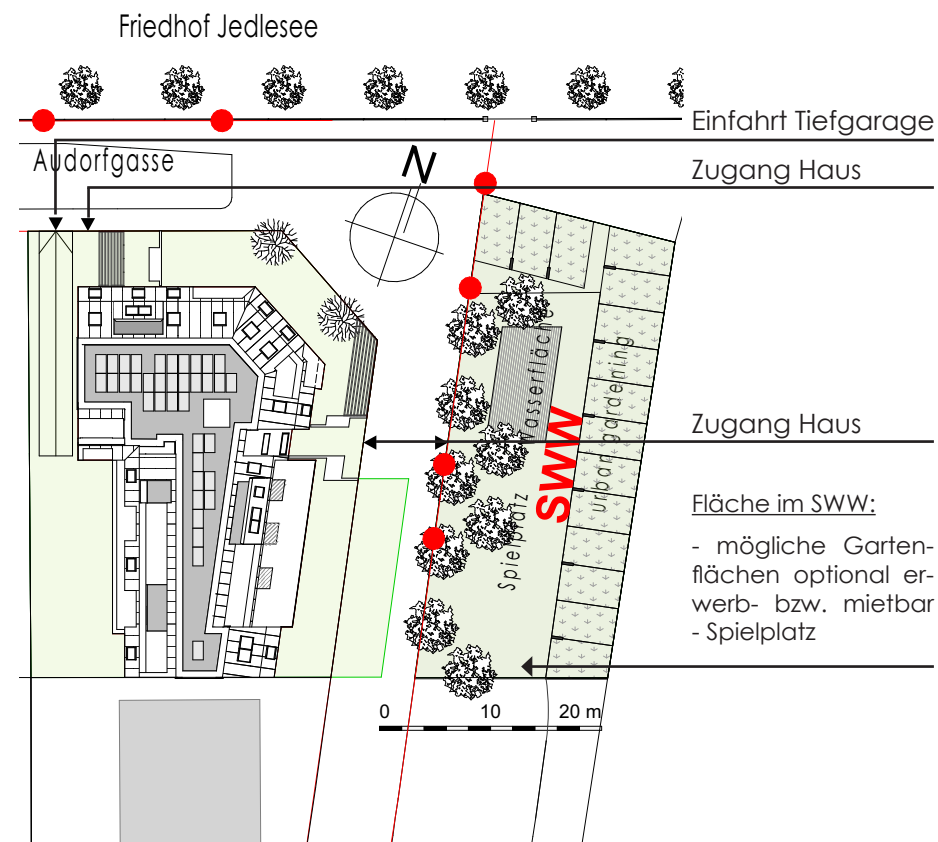 Friedhof Jedlesee
Einfahrt Tiefgarage
Audorfgasse
N
Zugang Haus
Wasserfläche
urban gardening
Zugang Haus
SWW
Spielplatz
Fläche im SWW:
- mögliche Garten-
flächen optional er-
werb- bzw. mietbar
- Spielplatz
0 10 20 m